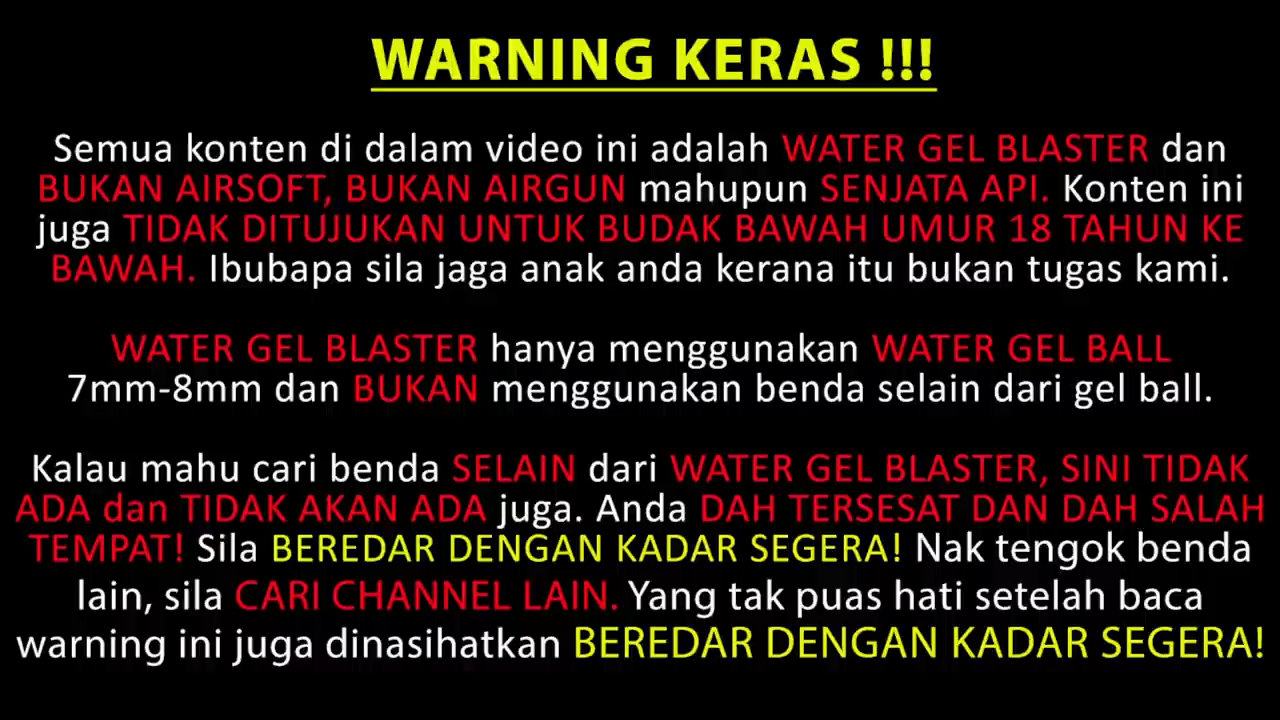 WARNING KERAS !!!
Semua konten di dalam video ini adalah WATER GEL BLASTER dan
BUKAN AIRSOFT, BUKAN AIRGUN mahupun SENJATA API. Konten ini
juga TIDAK DITUJUKAN UNTUK BUDAK BAWAH UMUR 18 TAHUN KE
BAWAH. Ibubapa sila jaga anak anda kerana itu bukan tugas kami.
WATER GEL BLASTER hanya menggunakan WATER GEL BALL
7mm-8mm dan BUKAN menggunakan benda selain dari gel ball.
Kalau mahu cari benda SELAIN dari WATER GEL BLASTER, SINI TIDAK
ADA dan TIDAK AKAN ADA juga. Anda DAH TERSESAT DAN DAH SALAH
TEMPAT! Sila BEREDAR DENGAN KADAR SEGERA! Nak tengok benda
lain, sila CARI CHANNEL LAIN. Yang tak puas hati setelah baca
warning ini juga dinasihatkan BEREDAR DENGAN KADAR SEGERA!